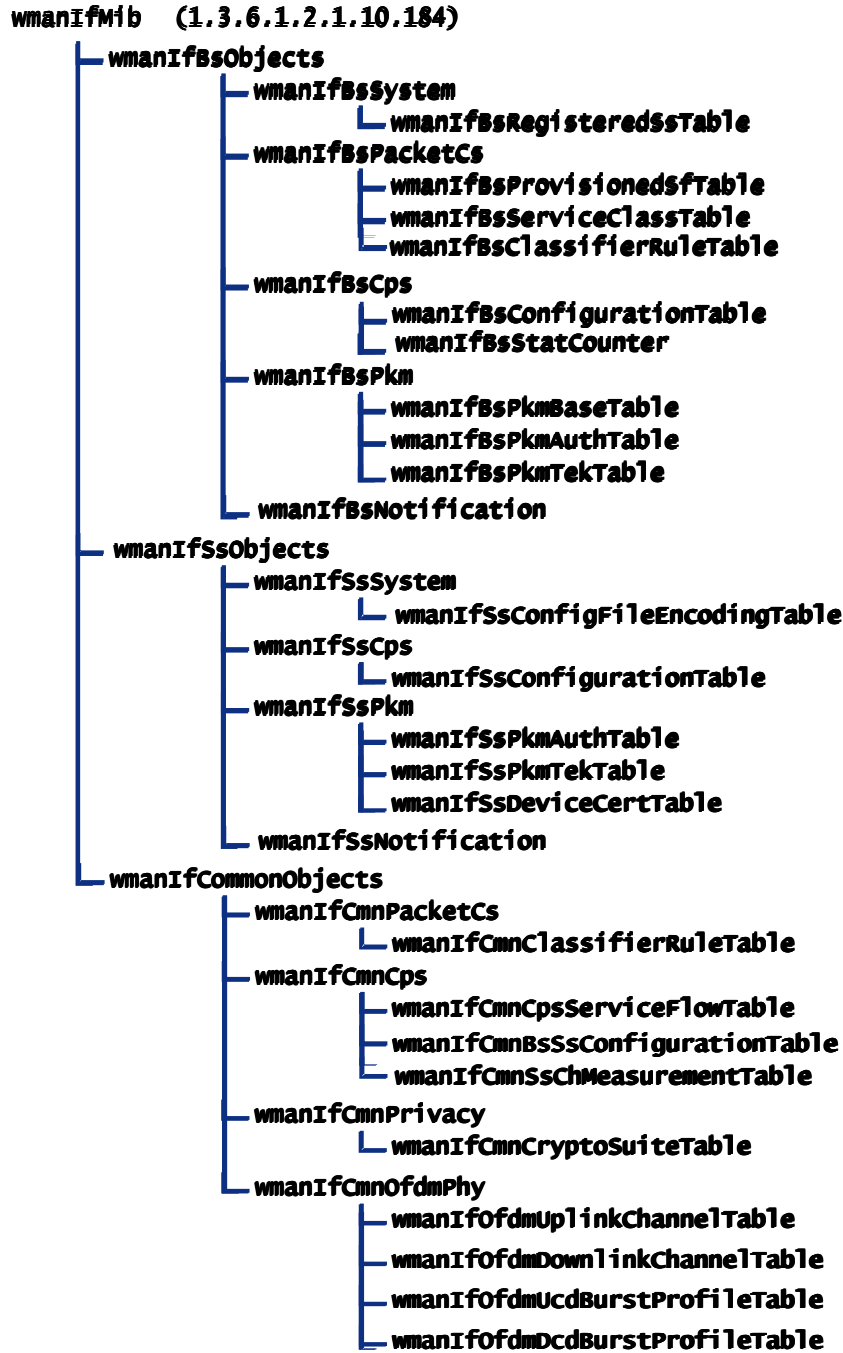 wmanIfMib (1.3.6.1.2.1.10.184)
wmanIfBsObjects
wmanIfBsSystem
wmanIfBsRegisteredSsTable
wmanIfBsPacketCs
wmanIfBsProvisionedSfTable
wmanIfBsServiceClassTable
wmanIfBsClassifierRuleTable
wmanIfBsCps
wmanIfBsConfigurationTable
wmanIfBsStatCounter
wmanIfBsPkm
wmanIfBsPkmBaseTable
wmanIfBsPkmAuthTable
wmanIfBsPkmTekTable
wmanIfBsNotification
wmanIfSsObjects
wmanIfSsSystem
wmanIfSsConfigFileEncodingTable
wmanIfSsCps
wmanIfSsConfigurationTable
wmanIfSsPkm
wmanIfSsPkmAuthTable
wmanIfSsPkmTekTable
wmanIfSsDeviceCertTable
wmanIfSsNotification
wmanIfCommonObjects
wmanIfCmnPacketCs
wmanIfCmnClassifierRuleTable
wmanIfCmnCps
wmanIfCmnCpsServiceFlowTable
wmanIfCmnBsSsConfigurationTable
wmanIfCmnSsChMeasurementTable
wmanIfCmnPrivacy
wmanIfCmnCryptoSuiteTable
wmanIfCmnOfdmPhy
wmanIfOfdmUplinkChannelTable
wmanIfOfdmDownlinkChannelTable
wmanIfOfdmUcdBurstProfileTable
wmanIfOfdmDcdBurstProfileTable